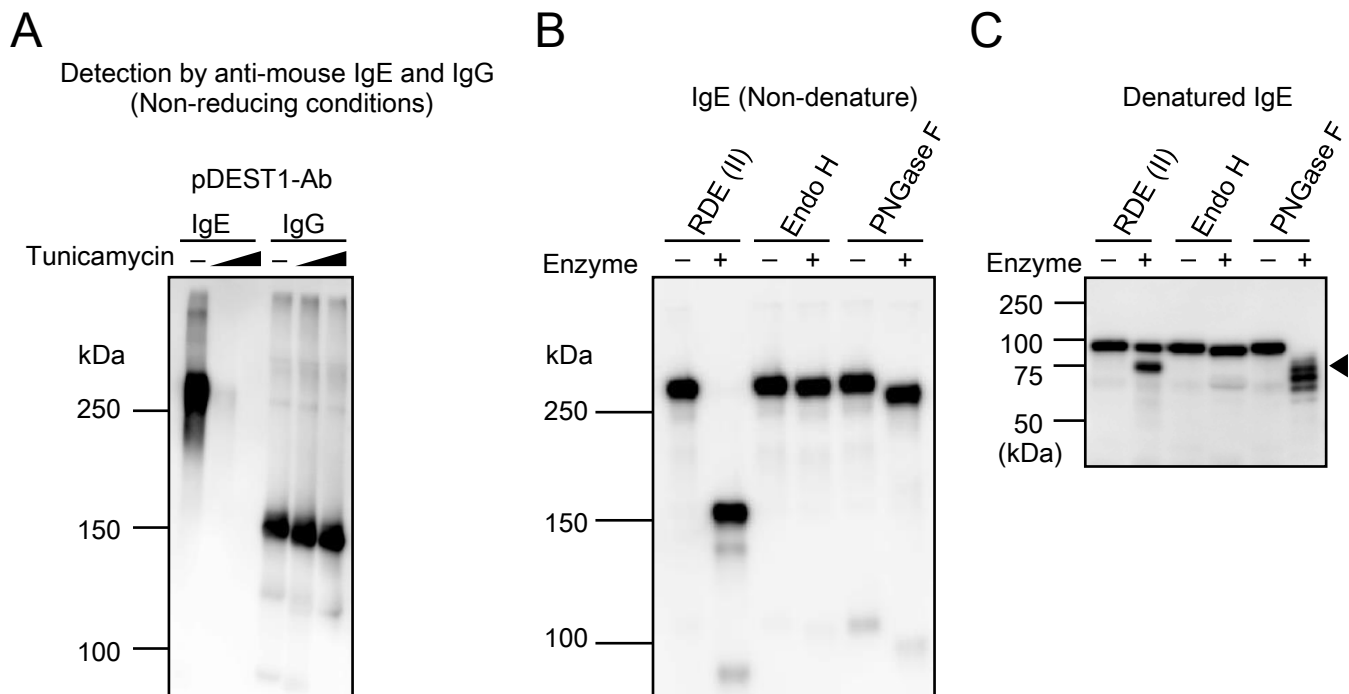 A
Detection by anti-mouse IgE and IgG
(Non-reducing conditions)
pDEST1-Ab
IgE IgG
Tunicamycin –  –
kDa
250
150
100
B
IgE (Non-denature)
RDE (II) Endo H PNGase F
Enzyme – + – + – +
kDa
250
150
100
C
Denatured IgE
RDE (II) Endo H PNGase F
Enzyme – + – + – +
250
100
75
50
(kDa)